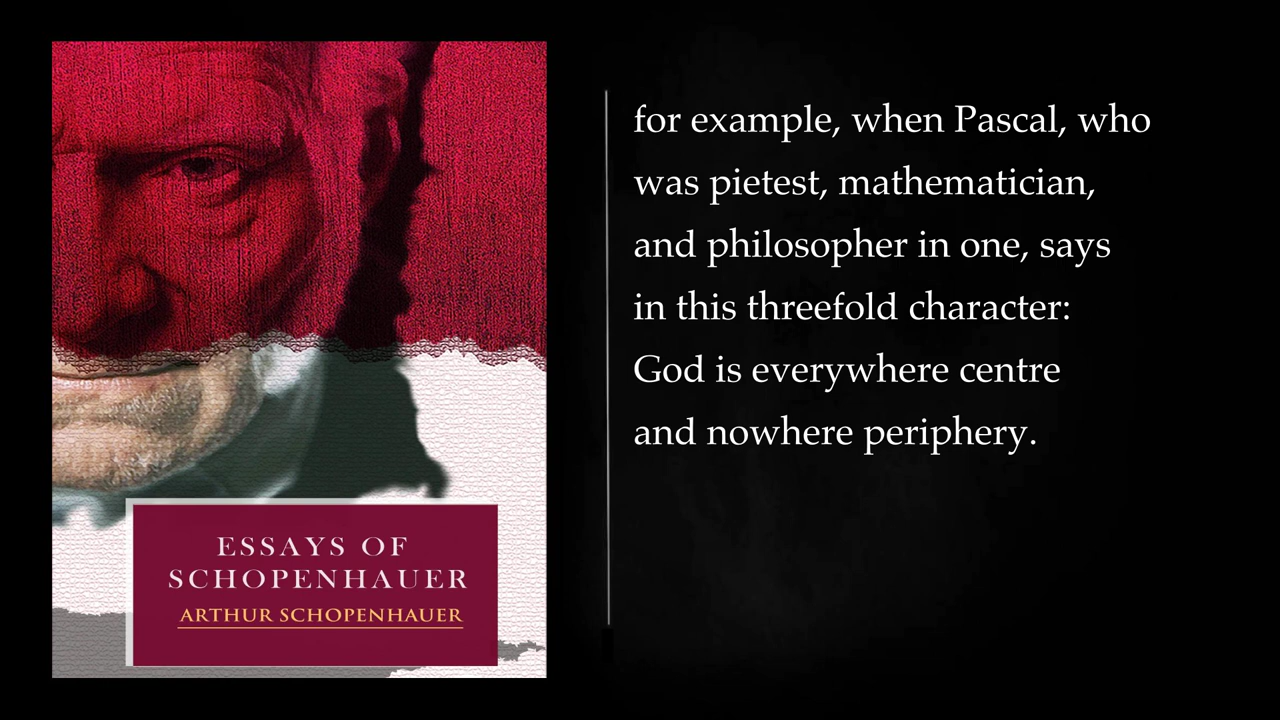 for example, when Pascal, who
was pietest, mathematician,
and philosopher in one, says
in this threefold character:
God is everywhere centre
and nowhere periphery.
ESSAYS OF
SCHOPENHAUER
ARTHUR SCHOPENHAUER